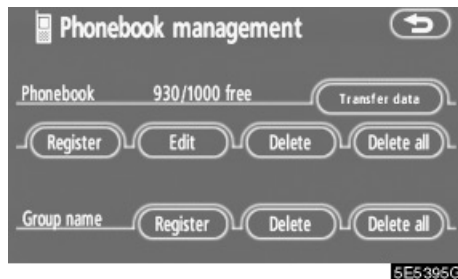 Phonebook management
Phonebook 930/1000 free Transfer data
Register Edit Delete Delete all
Group name Register Delete Delete all
5E5395G